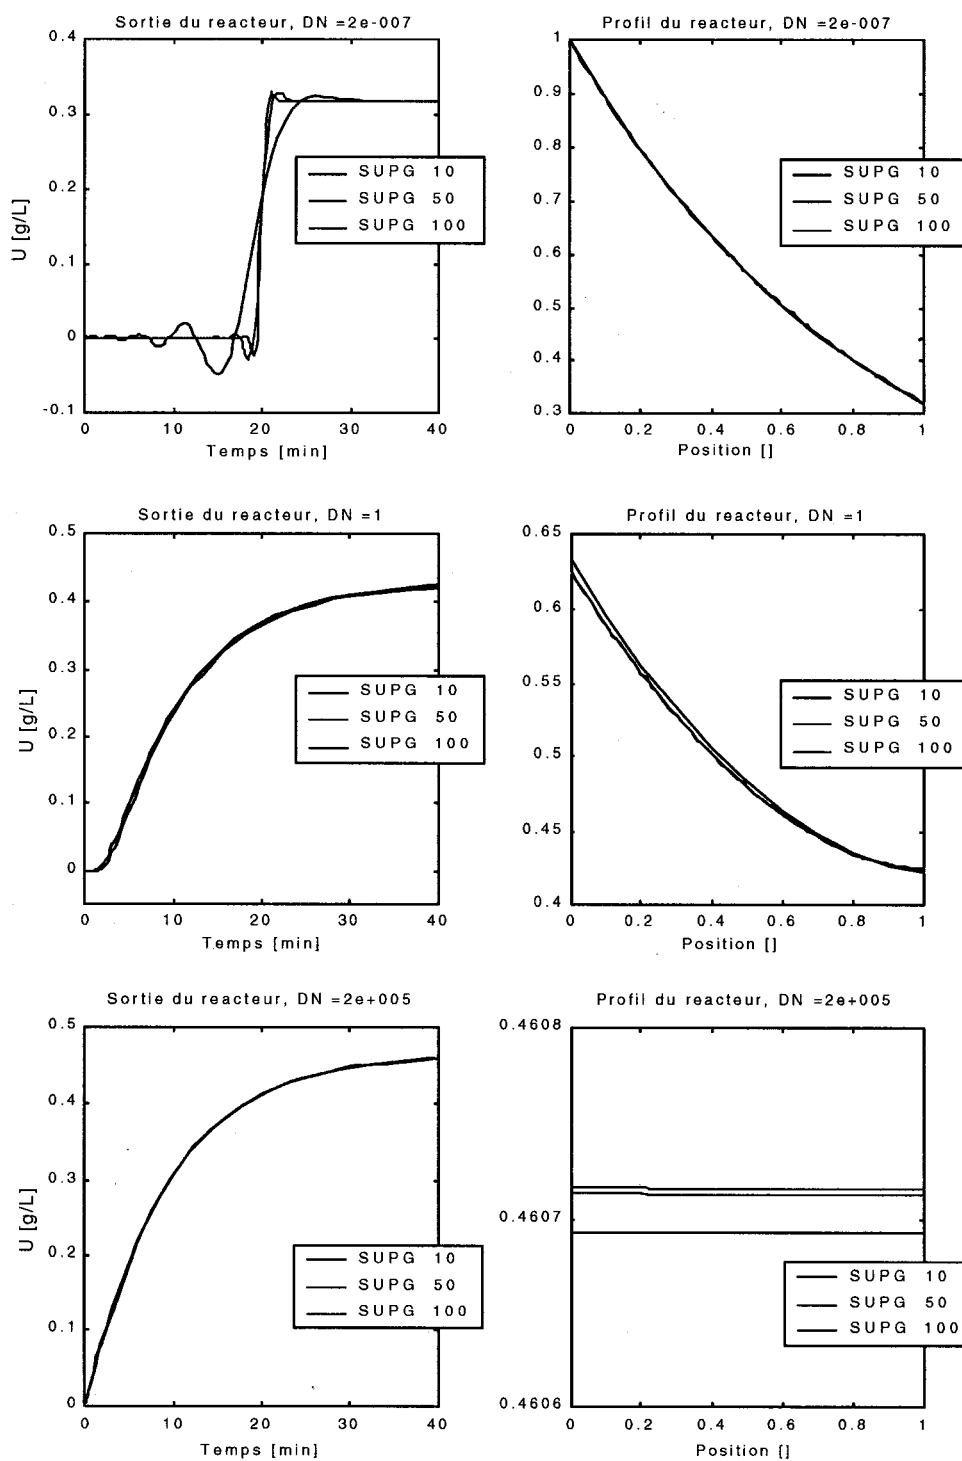 Sortie du reacteur, DN =2e-007
0.4
0.3
0.2
0.1
0
-0.1
U [g/L]
SUPG 10
SUPG 50
SUPG 100
0 10 20 30 40
Temps [min]
Profil du reacteur, DN =2e-007
1
0.9
0.8
0.7
0.6
0.5
0.4
0.3
SUPG 10
SUPG 50
SUPG 100
0 0.2 0.4 0.6 0.8 1
Position []
Sortie du reacteur, DN =1
0.5
0.4
0.3
0.2
0.1
0
U [g/L]
SUPG 10
SUPG 50
SUPG 100
0 10 20 30 40
Temps [min]
Profil du reacteur, DN =1
0.65
0.6
0.55
0.5
0.45
0.4
SUPG 10
SUPG 50
SUPG 100
0 0.2 0.4 0.6 0.8 1
Position []
Sortie du reacteur, DN =2e+005
0.5
0.4
0.3
0.2
0.1
0
U [g/L]
SUPG 10
SUPG 50
SUPG 100
0 10 20 30 40
Temps [min]
Profil du reacteur, DN =2e+005
0.4608
0.4607
0.4606
SUPG 10
SUPG 50
SUPG 100
0 0.2 0.4 0.6 0.8 1
Position []